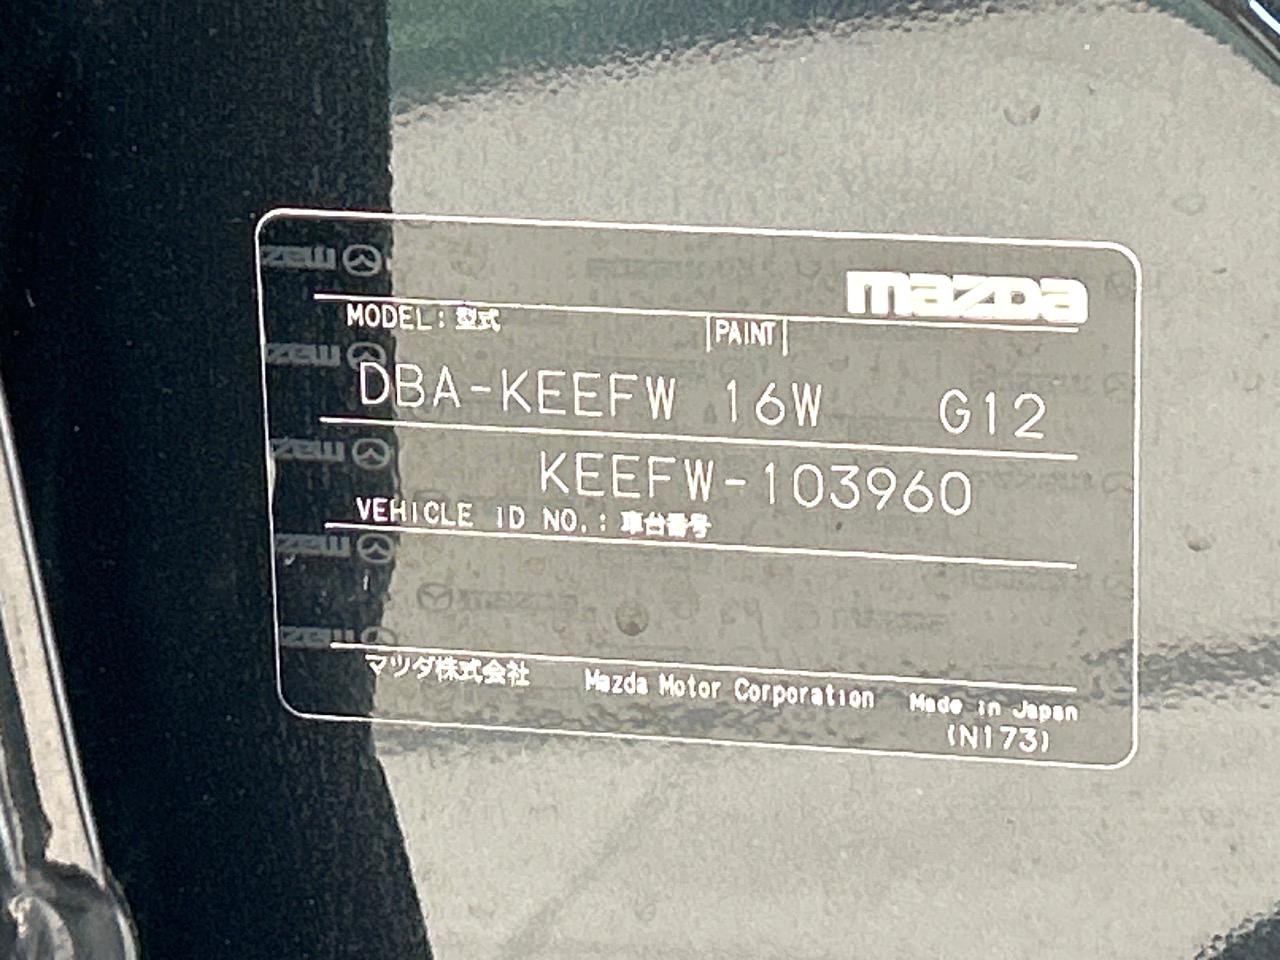 mazda
MODEL: 型式 PAINT
DBA-KEEFW 16W G12
KEEFW-103960
VEHICLE ID NO.: 車台番号
マツダ株式会社 Mazda Motor Corporation Made in Japan
(N173)